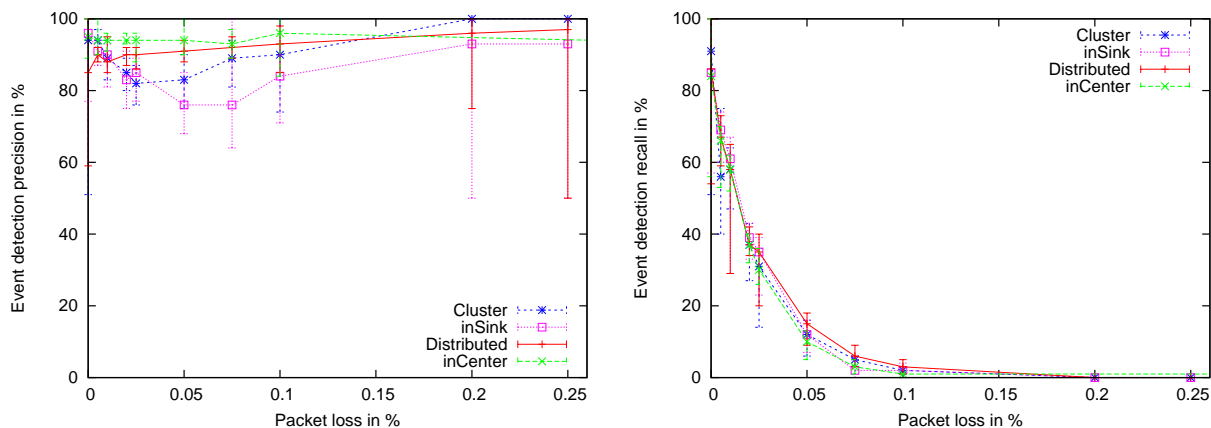 Event detection precision in %
100
80
60
40
20
0
0
0.05
0.1
0.15
0.2
0.25
Packet loss in %
Cluster
inSink
Distributed
inCenter
Event detection recall in %
100
80
60
40
20
0
0
0.05
0.1
0.15
0.2
0.25
Packet loss in %
Cluster
inSink
Distributed
inCenter